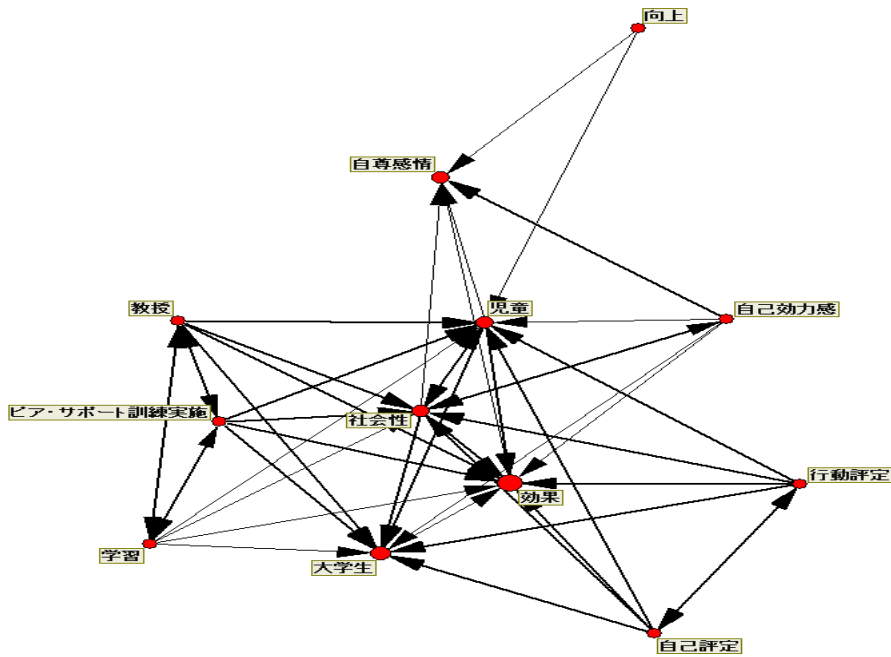 向上
自尊感情
教授
児童
自己効力感
ピア・サポート訓練実施
社会性
行動評定
効果
学習
大学生
自己評定